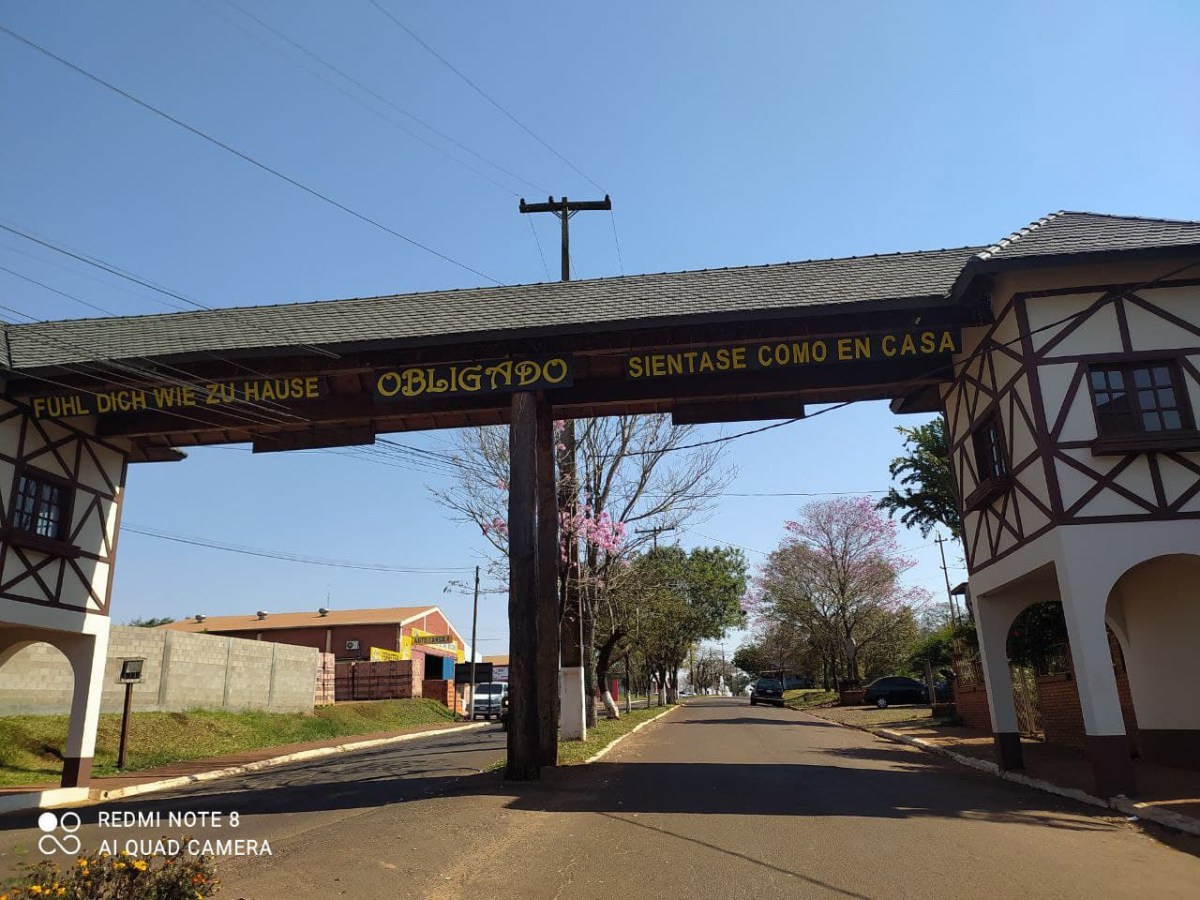 FUHL DICH WIE ZU HAUSE
OBLIGADO
SIENTASE COMO EN CASA
REDMI NOTE 8
AI QUAD CAMERA